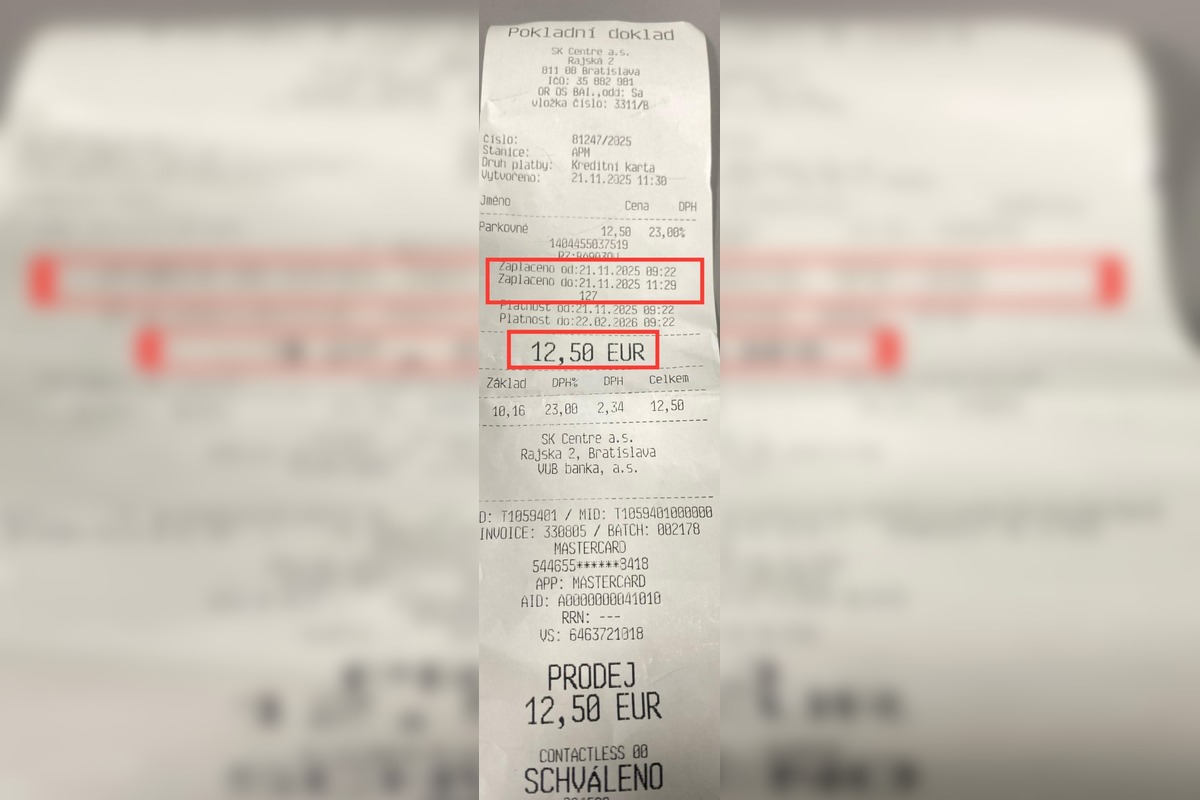 Pokladní doklad
SK Centre a.s.
Rajská 2
811 08 Bratislava
IČO: 35 882 981
OR OS BAI.,odd: Sa
vložka číslo: 3311/B
Číslo: 81247/2025
Stanice: APM
Druh platby: Kreditní karta
Vytvořeno: 21.11.2025 11:30
Jméno Cena DPH
Parkovné 12,50 23,00%
1404455037519
Zaplaceno od:21.11.2025 09:22
Zaplaceno do:21.11.2025 11:29
127
Platnost od:21.11.2025 09:22
Platnost do:22.02.2026 09:22
12,50 EUR
Základ DPH% DPH Celkem
10,16 23,00 2,34 12,50
SK Centre a.s.
Rajska 2, Bratislava
VUB banka, a.s.
D: T1059401 / MID: T1059401000000
INVOICE: 330805 / BATCH: 002178
MASTERCARD
544655******3418
APP: MASTERCARD
AID: A0000000041010
RRN: ---
VS: 6463721018
PRODEJ
12,50 EUR
CONTACTLESS 00
SCHVÁLENO